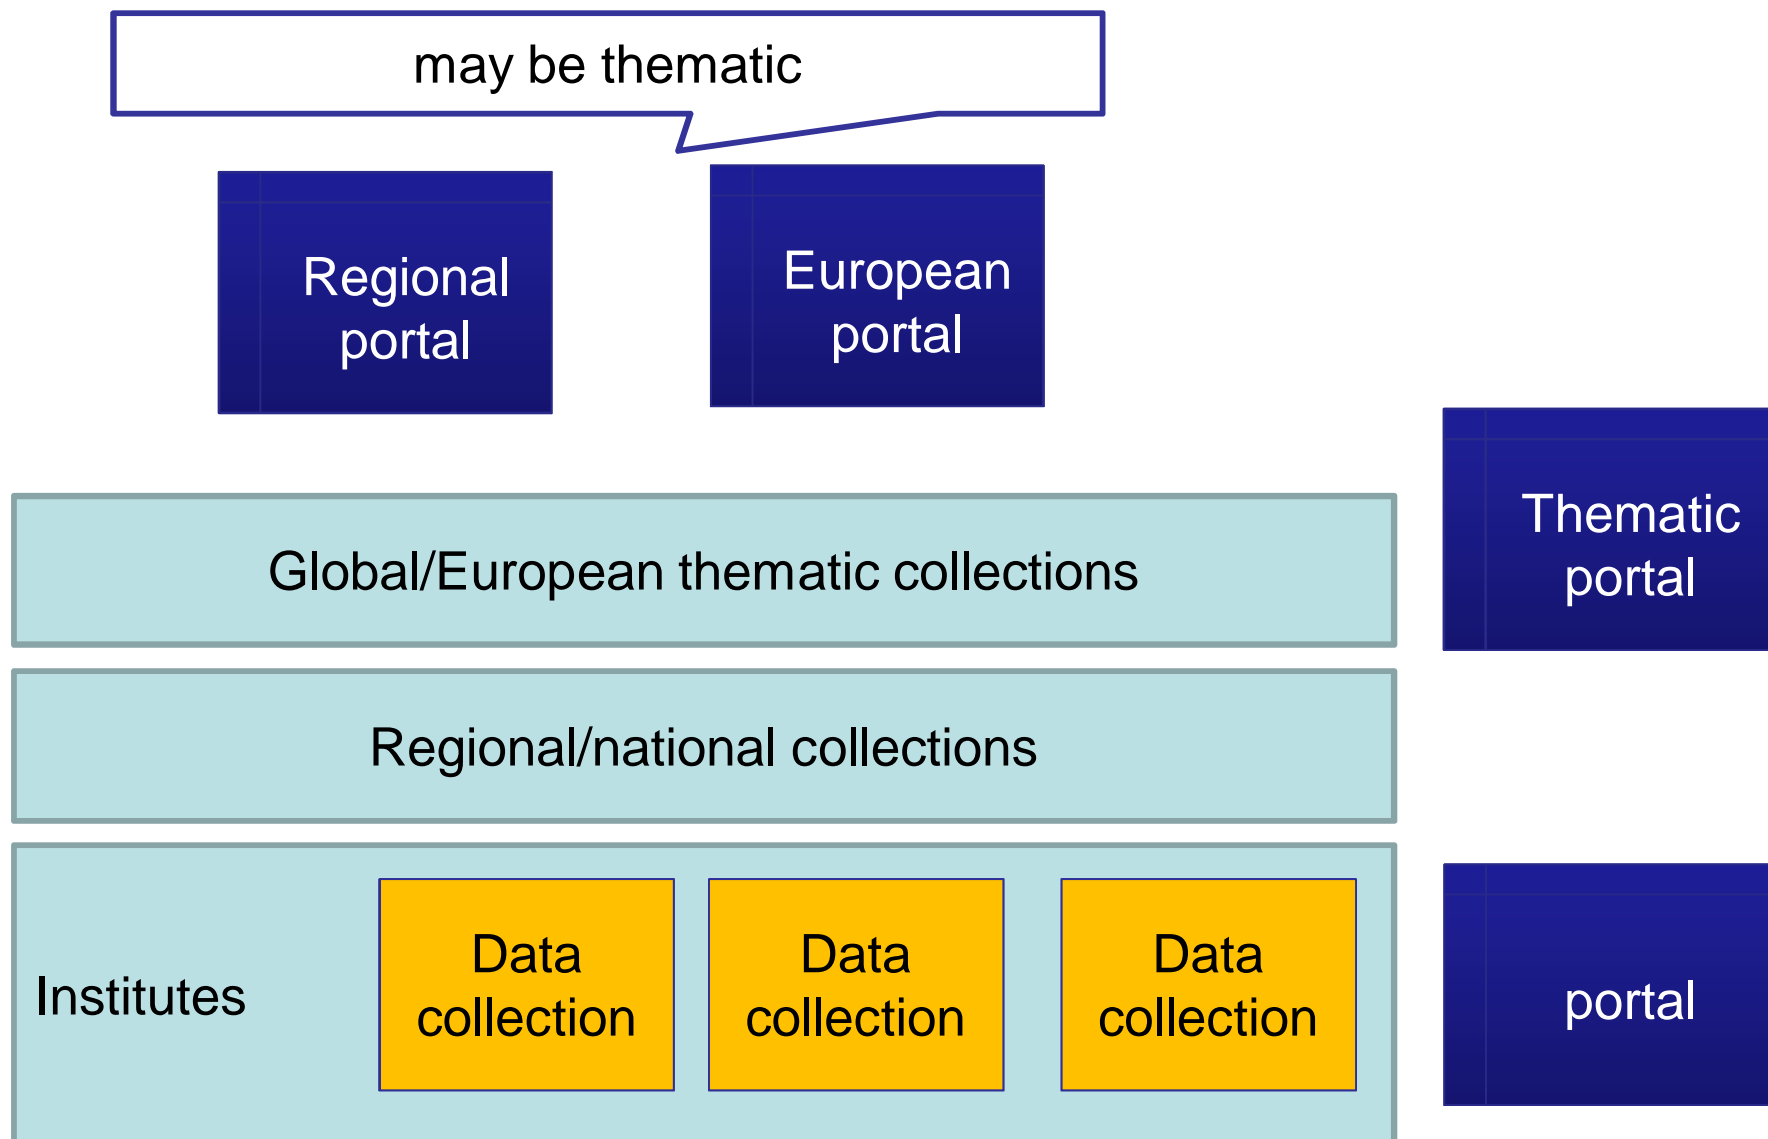 may be thematic
Regional
portal
European
portal
Global/European thematic collections
Thematic
portal
Regional/national collections
Institutes
Data
collection
Data
collection
Data
collection
portal